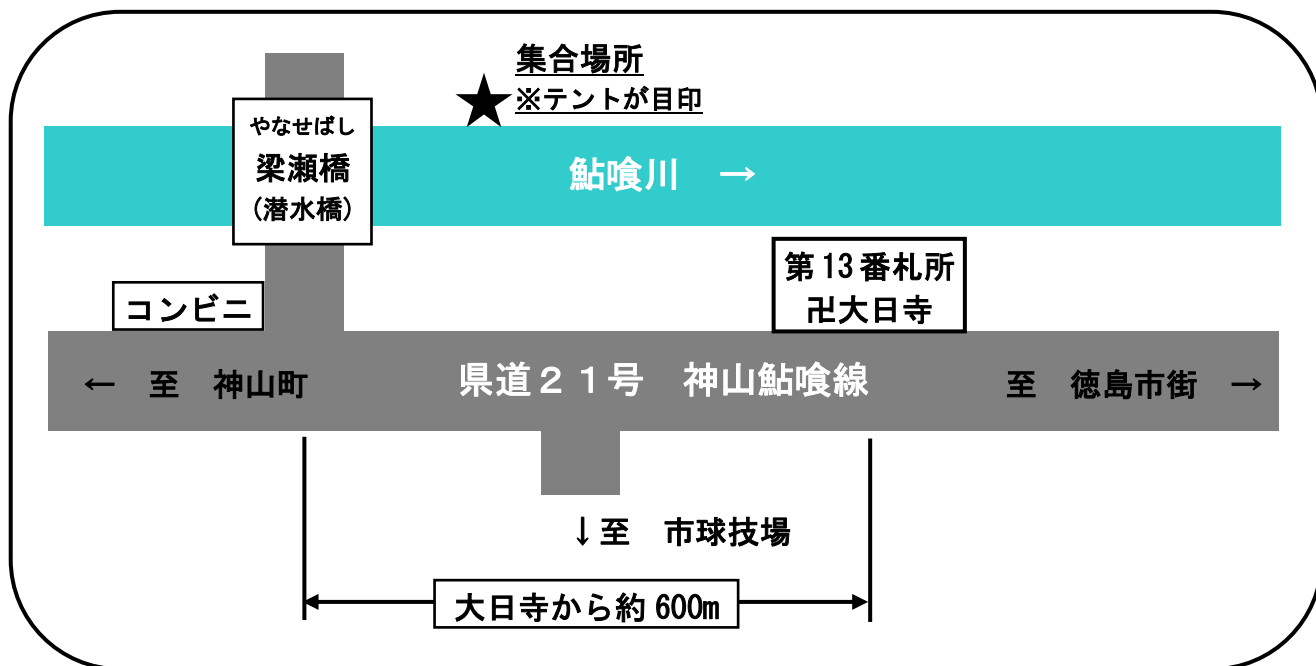 集合場所
※テントが目印
やなせばし
梁瀬橋
(潜水橋)
鮎喰川 →
第13番札所
卍大日寺
コンビニ
← 至 神山町
県道21号 神山鮎喰線
至 徳島市街 →
↓至 市球技場
大日寺から約600m